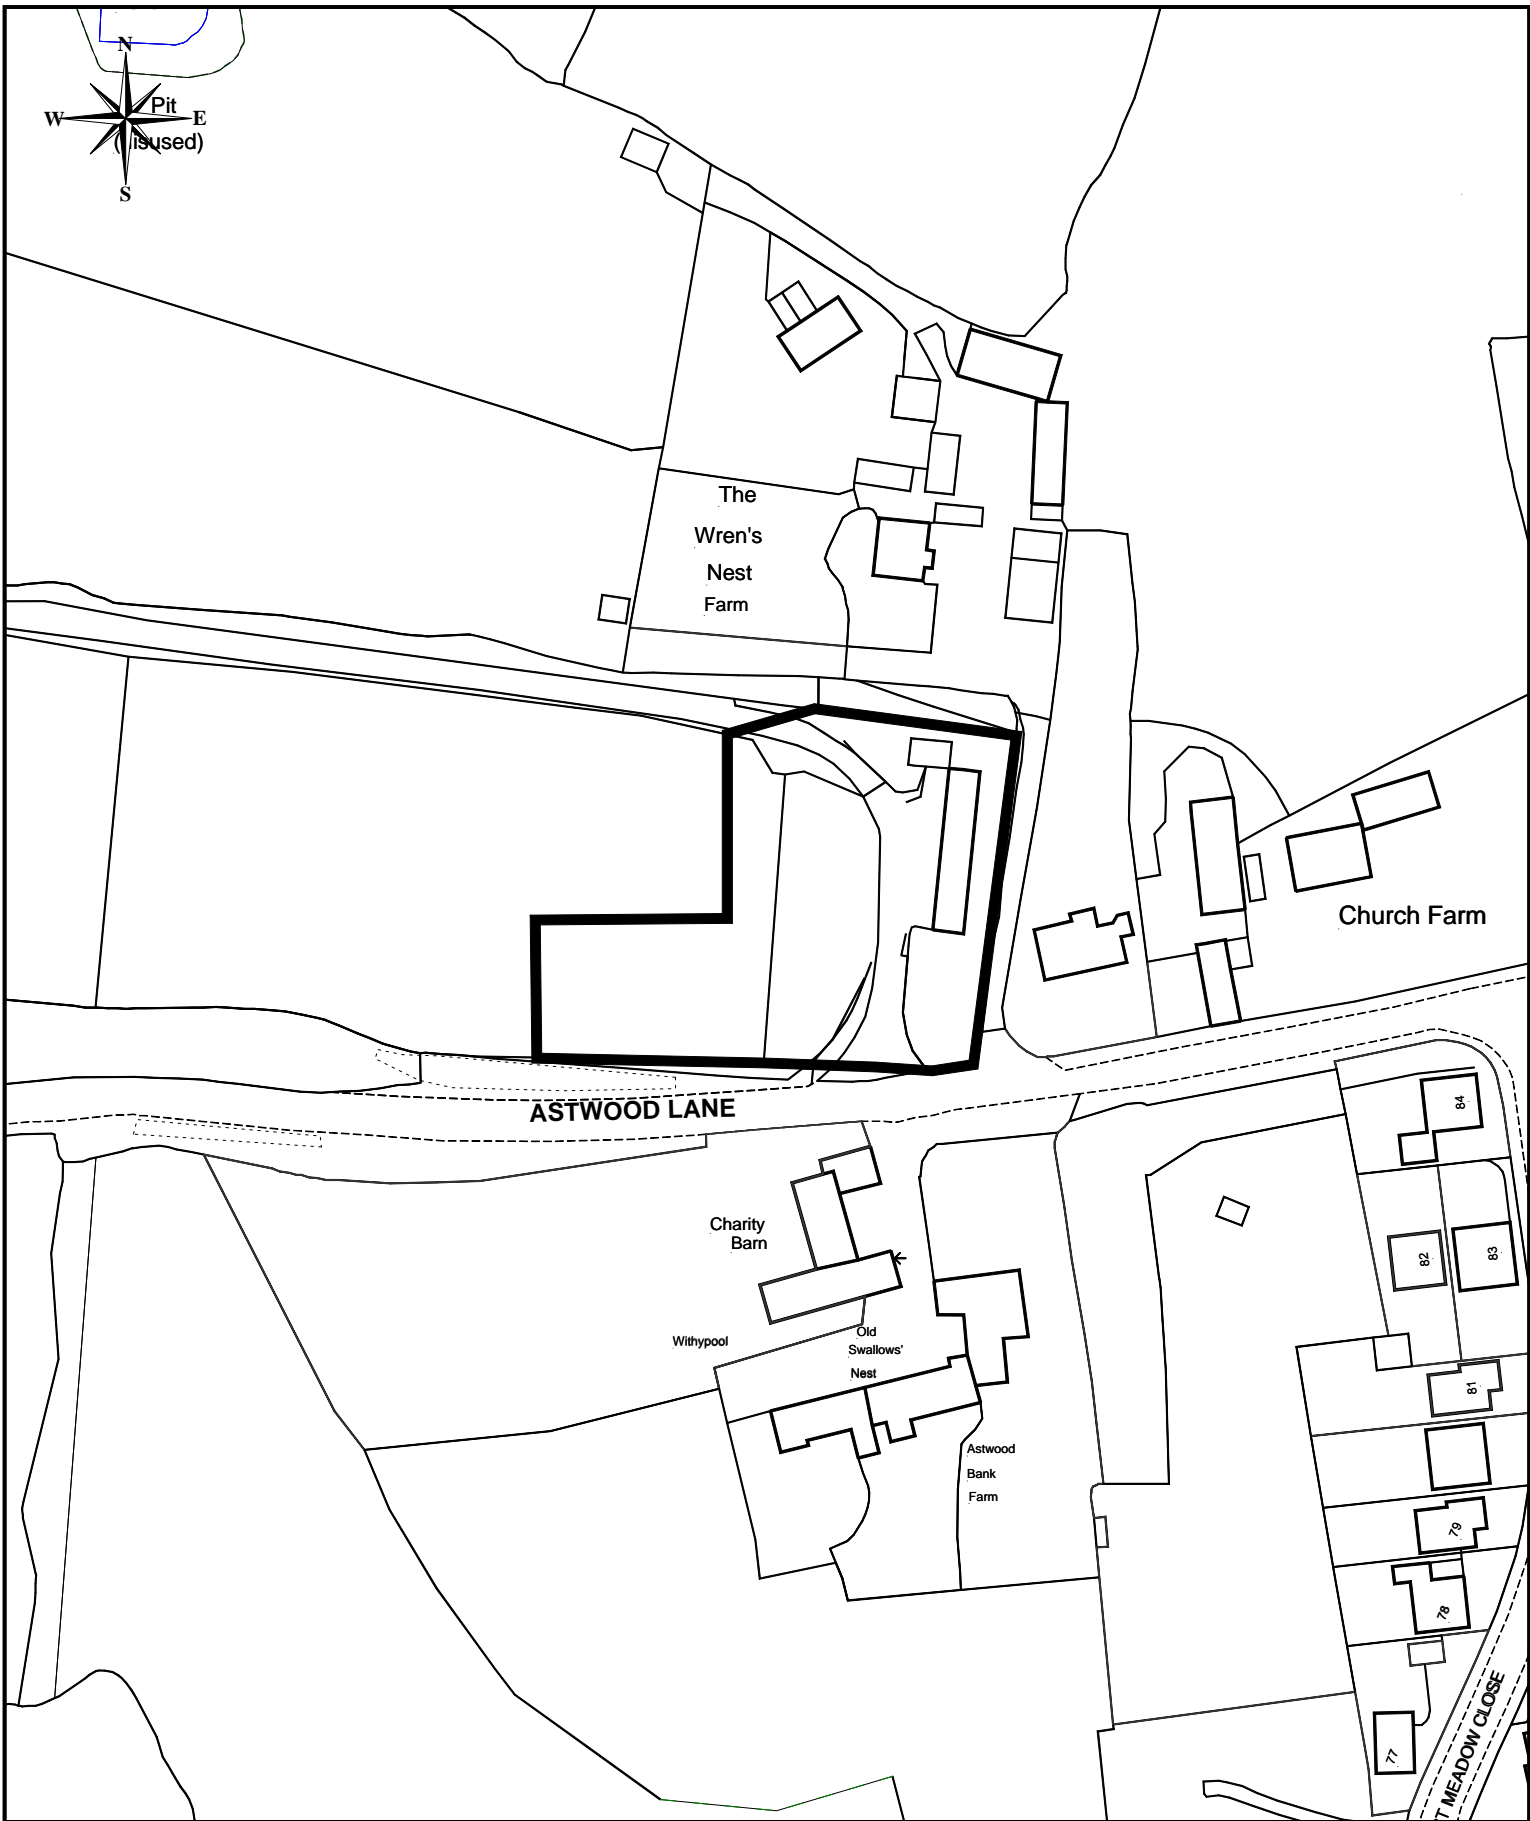 N
W
E
S
Pit
The
Wren's
Nest
Farm
Church Farm
ASTWOOD LANE
84
82
83
81
79
78
77
Charity
Barn
Withypool
Old
Swallows'
Nest
Astwood
Bank
Farm
MEADOW CLOSE